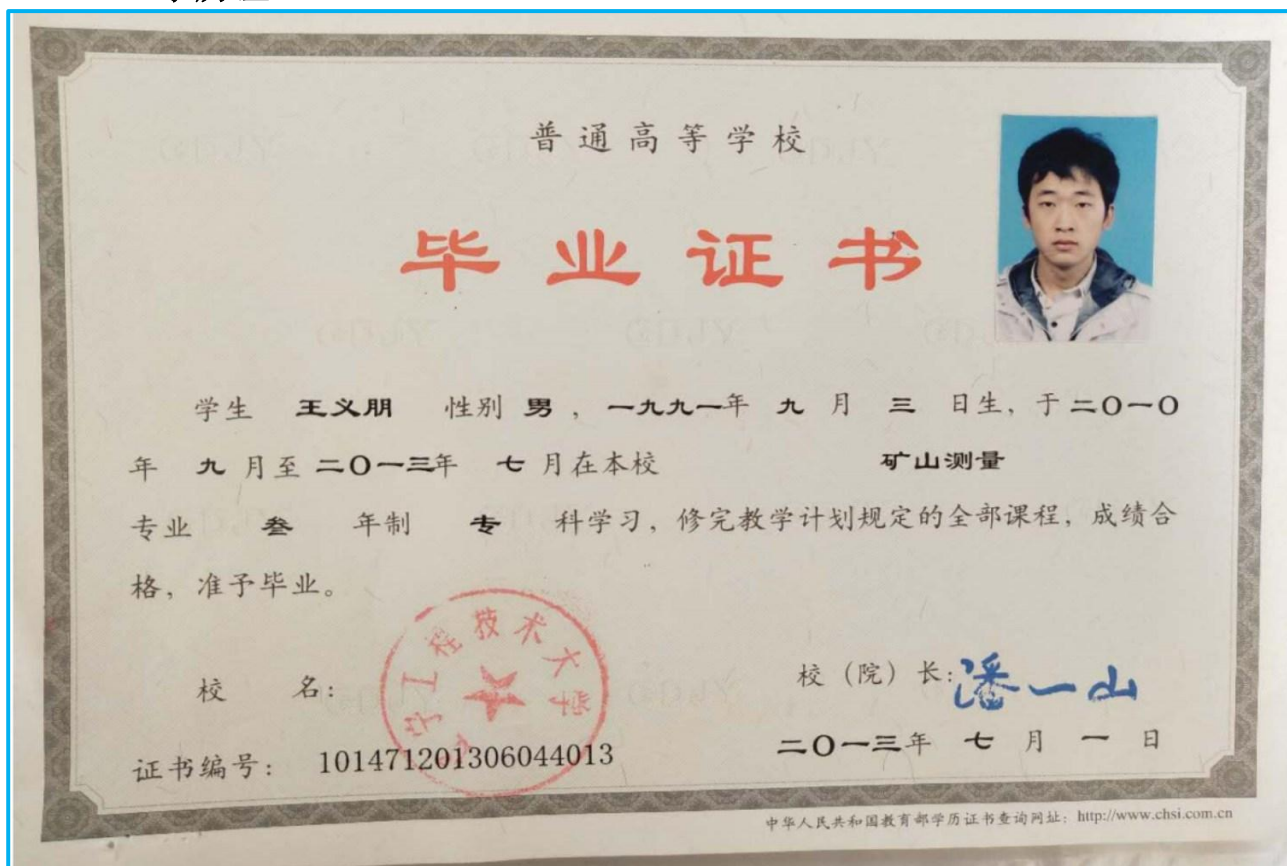 普通高等学校
毕业证书
学生 王义朋 性别 男，一九九一年 九 月 三 日生，于二〇一〇
年 九 月至 二〇一三年 七 月在本校 矿山测量
专业 叁 年制 专 科学习，修完教学计划规定的全部课程，成绩合
格，准予毕业。
工程技术大学
校 名：
校（院）长：潘一山
二〇一三年 七 月 一 日
证书编号： 101471201306044013
中华人民共和国教育部学历证书查询网址：http://www.chsi.com.cn